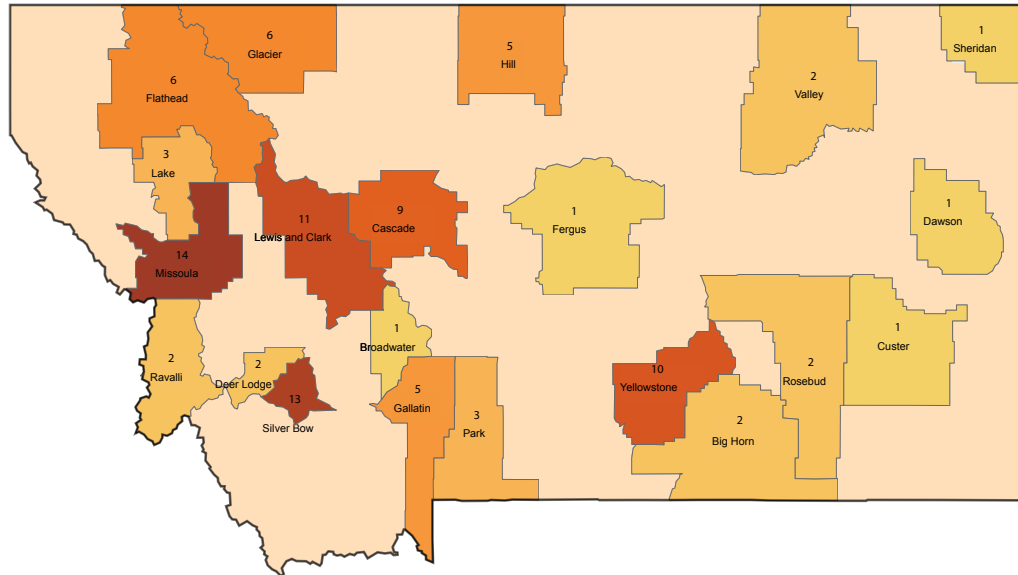 6
Glacier
5
Hill
1
Sheridan
6
Flathead
2
Valley
3
Lake
11
Lewis and Clark
9
Cascade
1
Fergus
1
Dawson
14
Missoula
1
Broadwater
1
Custer
2
Ravalli
2
Deer Lodge
13
Silver Bow
5
Gallatin
3
Park
10
Yellowstone
2
Rosebud
2
Big Horn